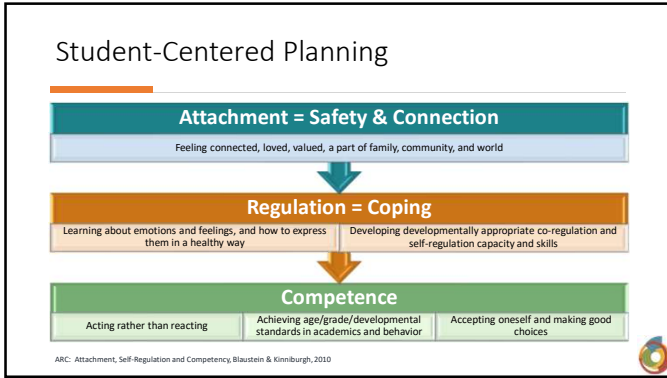 Student-Centered Planning
Attachment = Safety & Connection
Feeling connected, loved, valued, a part of family, community, and world
Regulation = Coping
Learning about emotions and feelings, and how to express
them in a healthy way
Developing developmentally appropriate co-regulation and
self-regulation capacity and skills
Competence
Acting rather than reacting
Achieving age/grade/developmental
standards in academics and behavior
Accepting oneself and making good
choices
ARC: Attachment, Self-Regulation and Competency, Blaustein & Kinniburgh, 2010